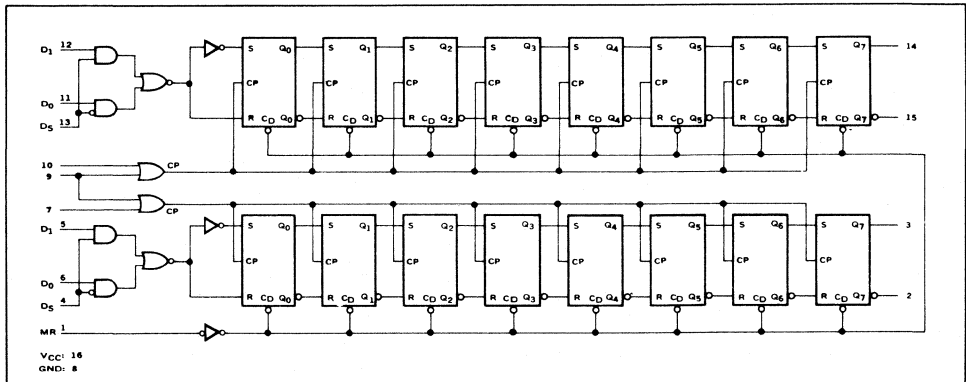 D1 12
S Q0 S Q1 S Q2 S Q3 S Q4 S Q5 S Q6 S Q7 14
CP CP CP CP CP CP CP CP
D0 11
DS 13
R CD Q0 R CD Q1 R CD Q2 R CD Q3 R CD Q4 R CD Q5 R CD Q6 R CD Q7 15
10 CP
9
7 CP
D1 5
S Q0 S Q1 S Q2 S Q3 S Q4 S Q5 S Q6 S Q7 3
CP CP CP CP CP CP CP CP
D0 6
DS 4
R CD Q0 R CD Q1 R CD Q2 R CD Q3 R CD Q4 R CD Q5 R CD Q6 R CD Q7 2
MR 1
VCC: 16
GND: 8